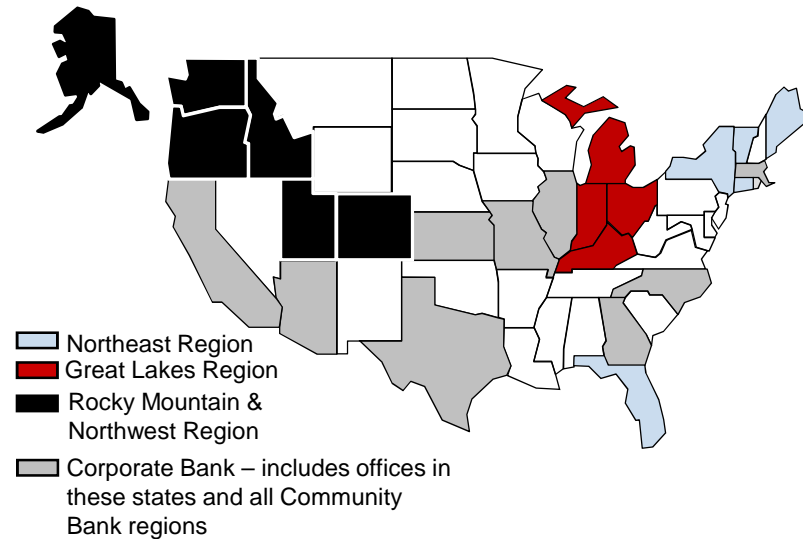 Northeast Region
Great Lakes Region
Rocky Mountain &
Northwest Region
Corporate Bank – includes offices in
these states and all Community
Bank regions